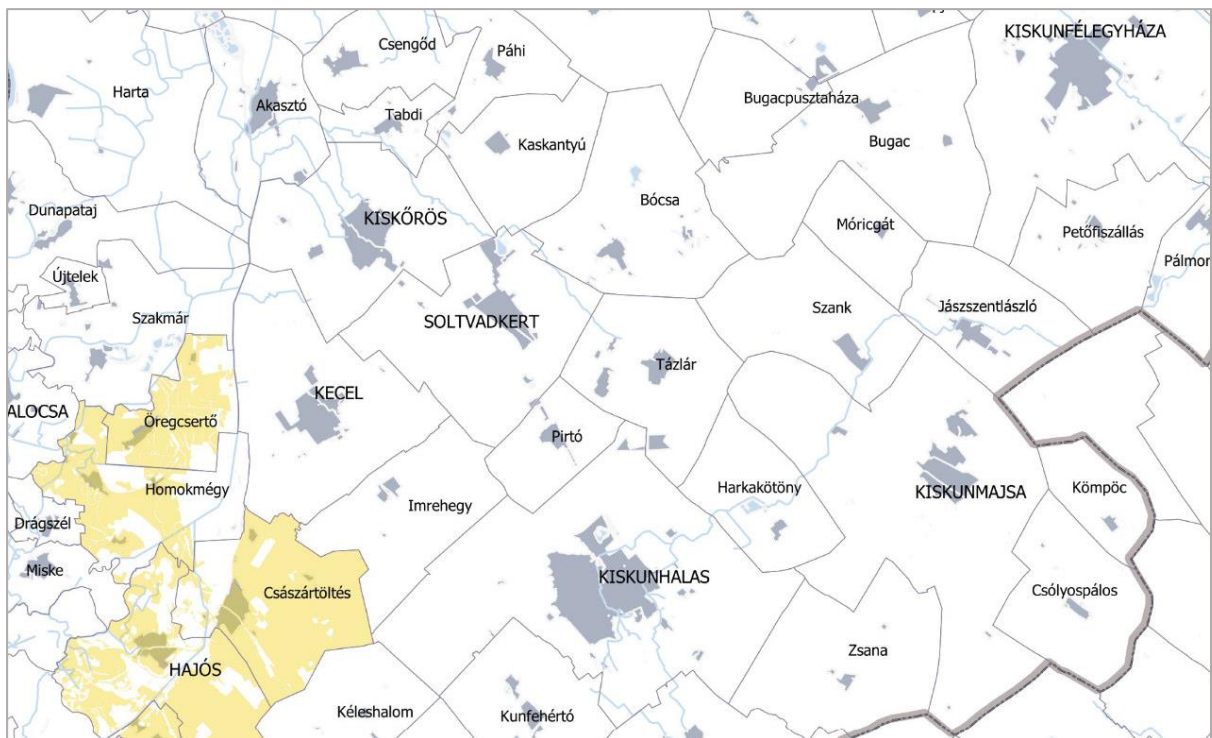 KISKUNFÉLEGYHÁZA
Csengőd
Páhi
Harta
Akasztó
Bugacpusztaháza
Tabdi
Kaskantyú
Bugac
Bócsa
Dunapataj
KISKŐRÖS
Móricgát
Petőfiszállás
Pálmon
Újtelek
Szakmár
SOLTVADKERT
Szank
Jászszentlászló
Tázlár
KECEL
ALOCSA
Öregcsertő
Pirtó
Homokmégy
Imrehegy
Harkakötöny
KISKUNMAJSA
Kömpöc
Drágszél
Miske
Császártöltés
KISKUNHALAS
Csólyospálos
Zsana
HAJÓS
Kéleshalom
Kunfehértó